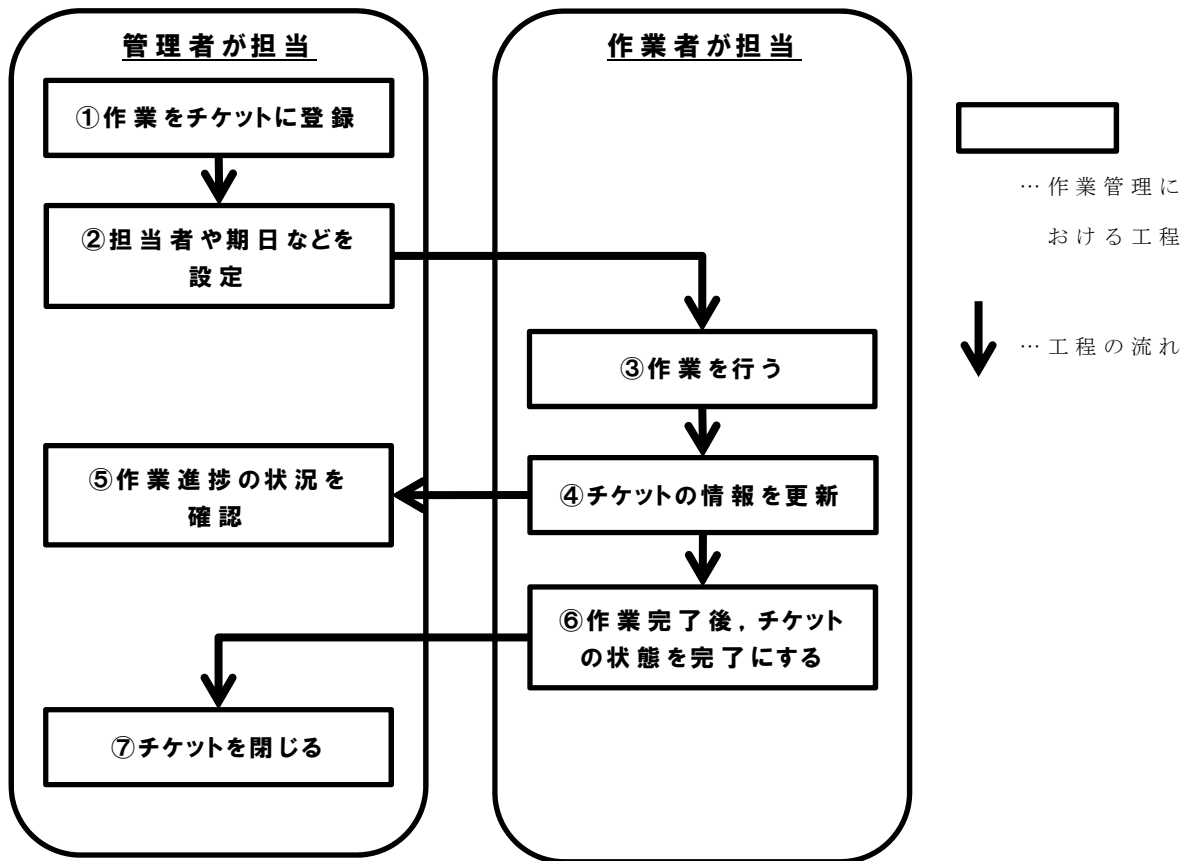 管理者が担当
①作業をチケットに登録
②担当者や期日などを
設定
⑤作業進捗の状況を
確認
⑦チケットを閉じる
作業者が担当
③作業を行う
④チケットの情報を更新
⑥作業完了後，チケット
の状態を完了にする
…作業管理に
おける工程
…工程の流れ